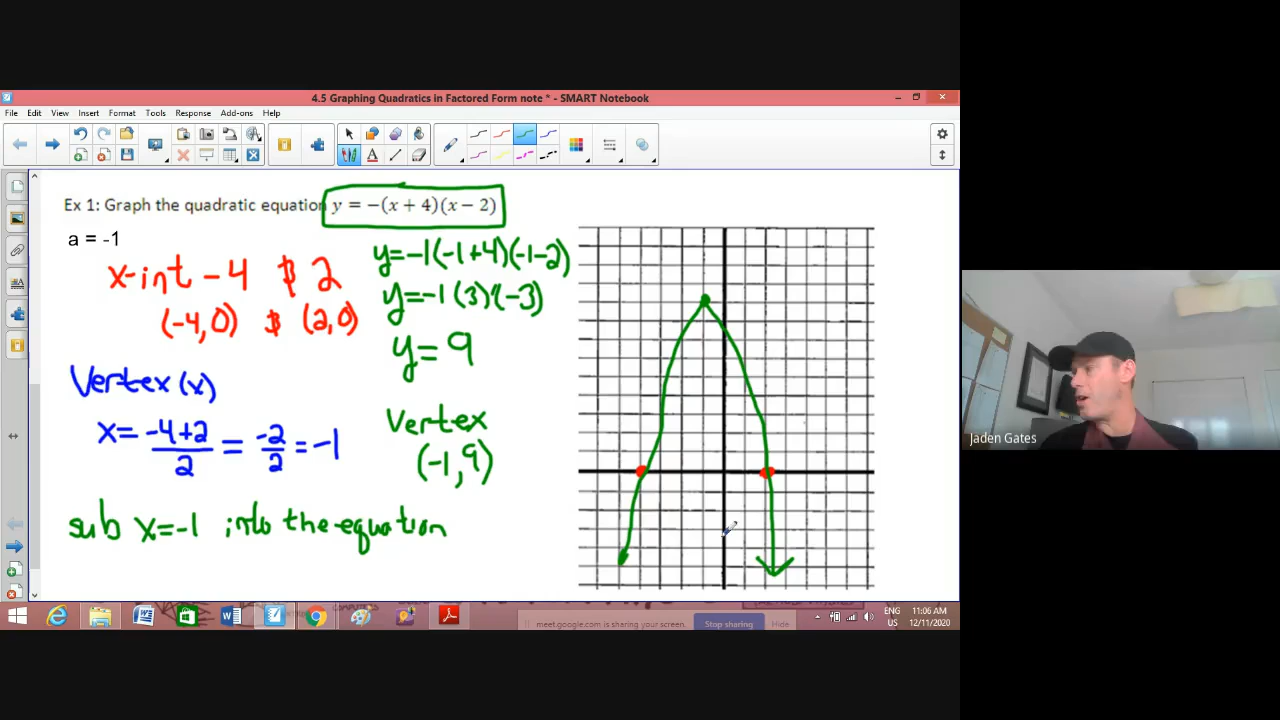 4.5 Graphing Quadratics in Factored Form note * - SMART Notebook
File Edit View Insert Format Tools Response Add-ons Help
Ex 1: Graph the quadratic equation y = −(x + 4)(x − 2)
a = -1
x-int -4 & 2
(-4,0) & (2,0)
Vertex (x)
x= -4+2/2 = -2/2 = -1
sub x=-1 into the equation
y=-1(-1+4)(-1-2)
y=-1(3)(-3)
y= 9
Vertex
(-1,9)
Jaden Gates
meet.google.com is sharing your screen.
Stop sharing
Hide
ENG
US
11:06 AM
12/11/2020